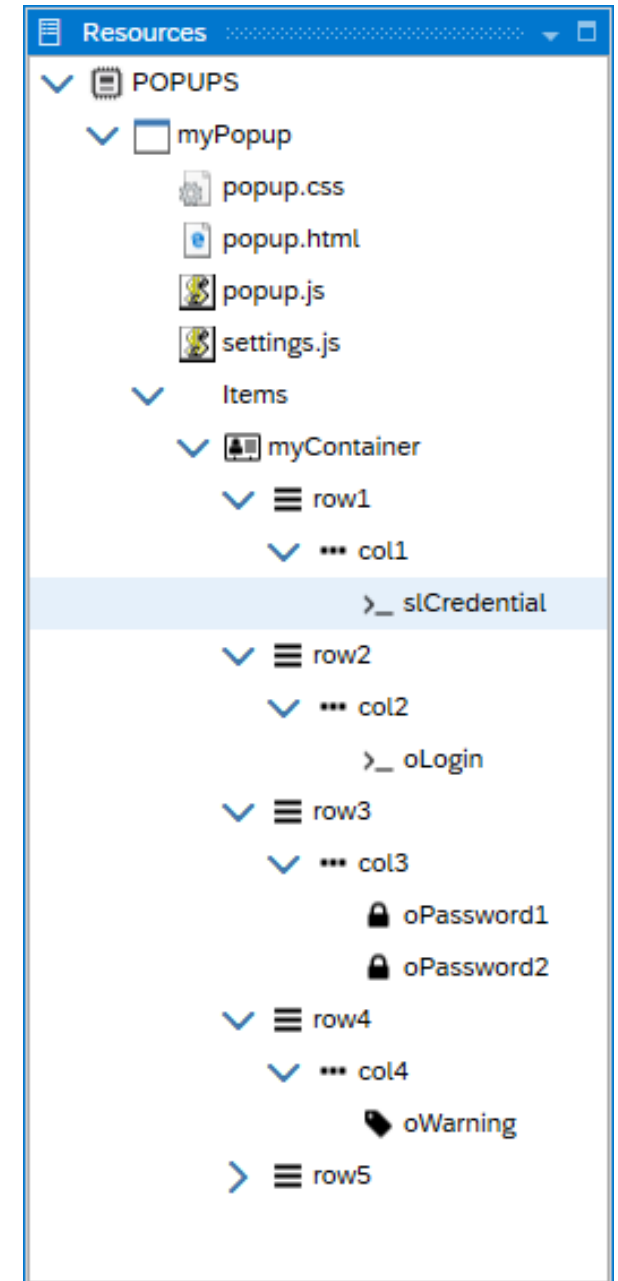 Resources
POPUPS
myPopup
popup.css
popup.html
popup.js
settings.js
Items
myContainer
row1
col1
slCredential
row2
col2
oLogin
row3
col3
oPassword1
oPassword2
row4
col4
oWarning
row5